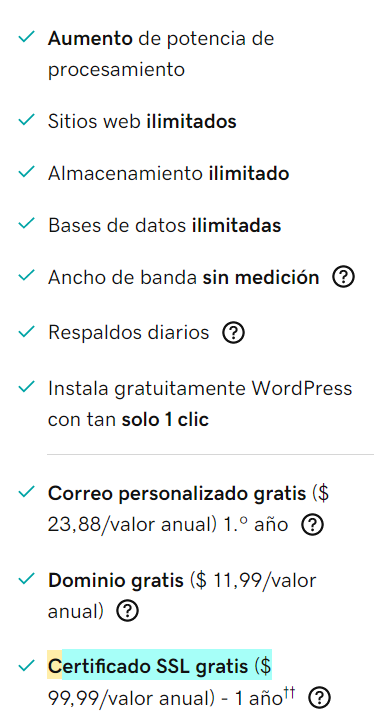 Aumento de potencia de
procesamiento
Sitios web ilimitados
Almacenamiento ilimitado
Bases de datos ilimitadas
Ancho de banda sin medición ?
Respaldos diarios ?
Instala gratuitamente WordPress
con tan solo 1 clic
Correo personalizado gratis ($
23,88/valor anual) 1.º año ?
Dominio gratis ($ 11,99/valor
anual) ?
Certificado SSL gratis ($
99,99/valor anual) - 1 año†† ?